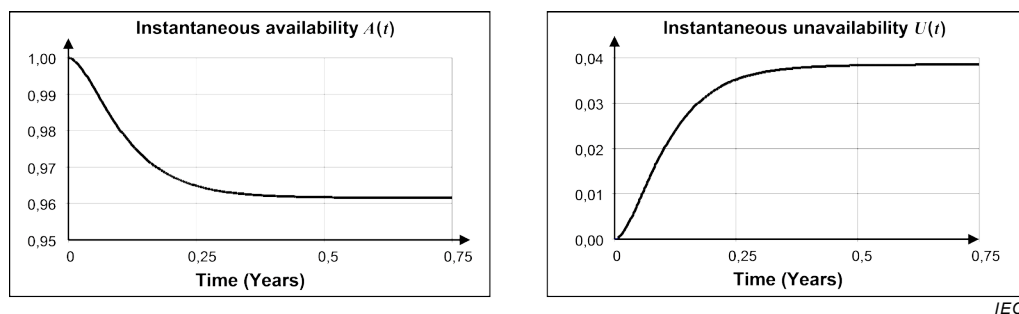 Instantaneous availability A(t)
1,00
0,99
0,98
0,97
0,96
0,95
0 0,25 0,5 0,75
Time (Years)
Instantaneous unavailability U(t)
0,04
0,03
0,02
0,01
0,00
0 0,25 0,5 0,75
Time (Years)
IEC